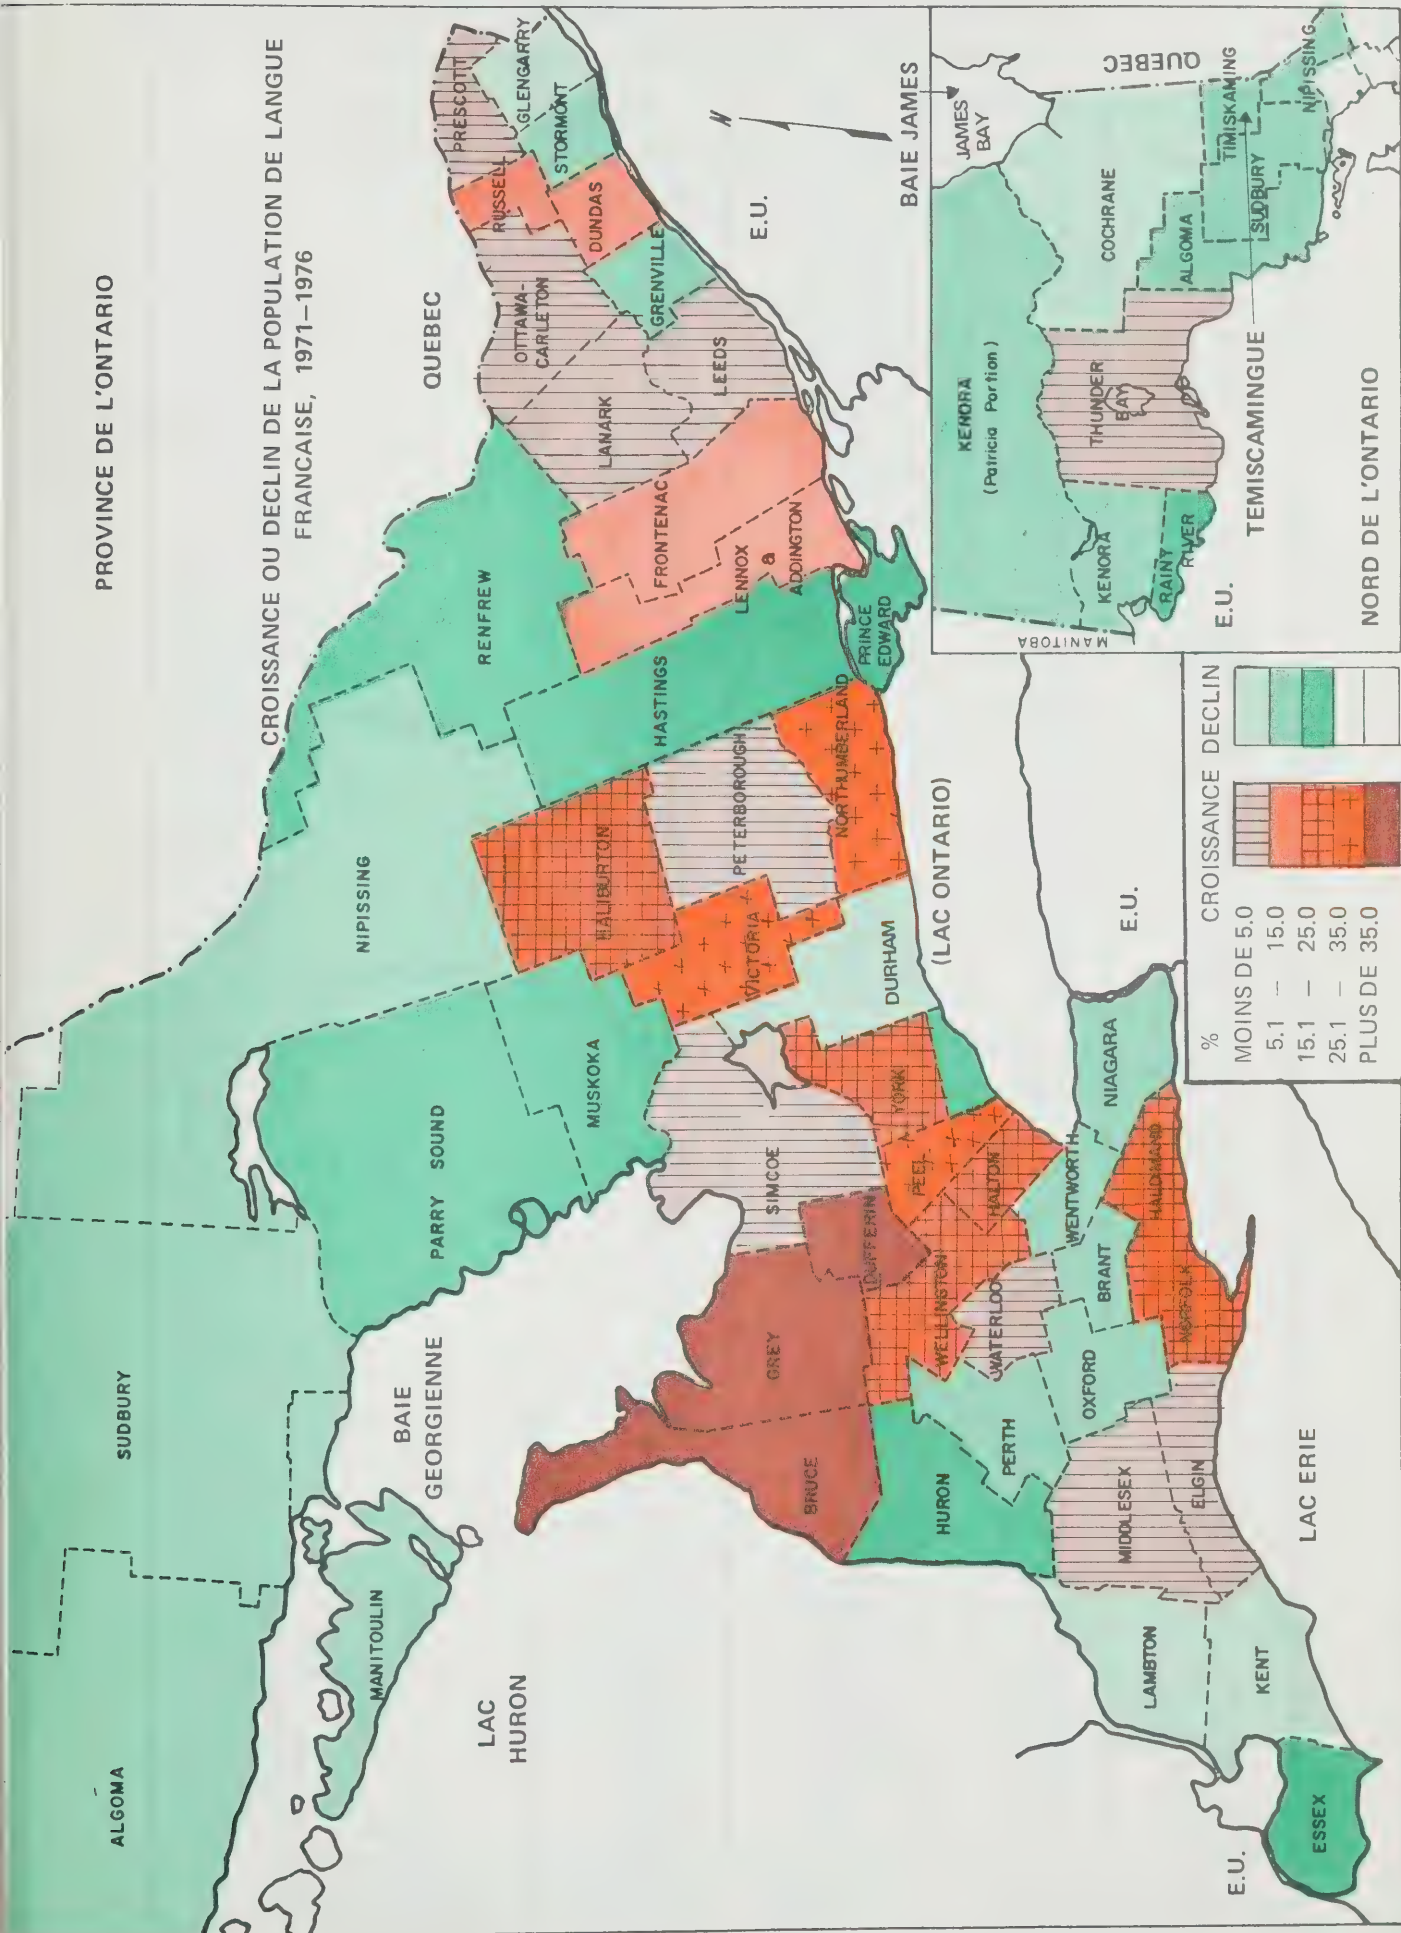 PROVINCE DE L'ONTARIO
CROISSANCE OU DECLIN DE LA POPULATION DE LANGUE
FRANCAISE, 1971–1976
QUEBEC
ALGOMA
SUDBURY
NIPISSING
MANITOULIN
PARRY SOUND
MUSKOKA
BAIE
GEORGIENNE
LAC
HURON
RENFREW
HASTINGS
HALIBURTON
PETERBOROUGH
VICTORIA
NORTHUMBERLAND
DURHAM
PRINCE
EDWARD
LENNOX
a
ADDINGTON
FRONTENAC
LANARK
LEEDS
OTTAWA-
CARLETON
GRENVILLE
DUNDAS
RUSSELL
PRESCOTT
STORMONT
GLENGARRY
E.U.
N
SIMCOE
YORK
PEEL
HALTON
DUFFERIN
GREY
BRUCE
WELLINGTON
WATERLOO
HURON
PERTH
OXFORD
BRANT
WENTWORTH
NIAGARA
HALDIMAND
NORFOLK
MIDDLESEX
ELGIN
LAMBTON
KENT
ESSEX
E.U.
LAC ERIE
(LAC ONTARIO)
E.U.
BAIE JAMES
JAMES
BAY
QUEBEC
KENORA
(Patricia Portion)
COCHRANE
TIMISKAMING
NIPISSING
SUDBURY
ALGOMA
THUNDER
BAY
KENORA
RAINY
RIVER
MANITOBA
E.U.
TEMISCAMINGUE
NORD DE L'ONTARIO
% CROISSANCE DECLIN
MOINS DE 5.0
5.1 – 15.0
15.1 – 25.0
25.1 – 35.0
PLUS DE 35.0